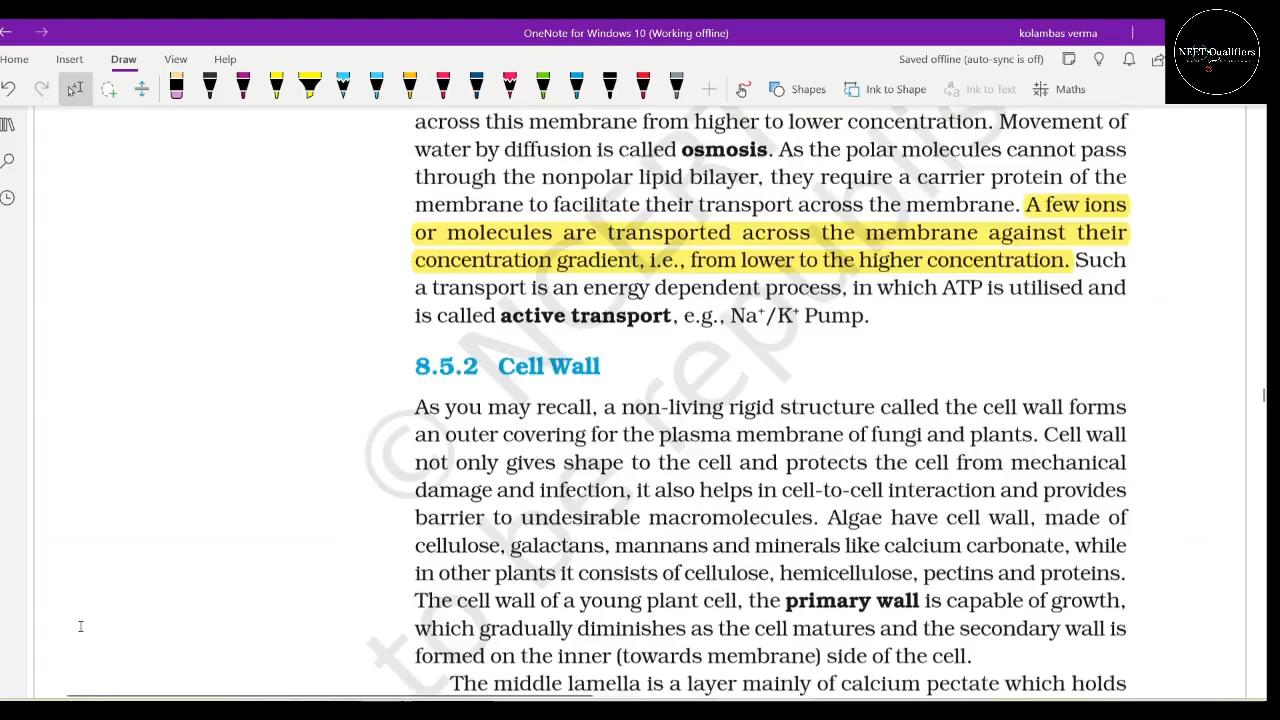 OneNote for Windows 10 (Working offline)
kolambas verma
Home Insert Draw View Help
Saved offline (auto-sync is off)
NEET Qualifiers
Shapes Ink to Shape Ink to Text Maths
across this membrane from higher to lower concentration. Movement of
water by diffusion is called osmosis. As the polar molecules cannot pass
through the nonpolar lipid bilayer, they require a carrier protein of the
membrane to facilitate their transport across the membrane. A few ions
or molecules are transported across the membrane against their
concentration gradient, i.e., from lower to the higher concentration. Such
a transport is an energy dependent process, in which ATP is utilised and
is called active transport, e.g., Na⁺/K⁺ Pump.
8.5.2 Cell Wall
As you may recall, a non-living rigid structure called the cell wall forms
an outer covering for the plasma membrane of fungi and plants. Cell wall
not only gives shape to the cell and protects the cell from mechanical
damage and infection, it also helps in cell-to-cell interaction and provides
barrier to undesirable macromolecules. Algae have cell wall, made of
cellulose, galactans, mannans and minerals like calcium carbonate, while
in other plants it consists of cellulose, hemicellulose, pectins and proteins.
The cell wall of a young plant cell, the primary wall is capable of growth,
which gradually diminishes as the cell matures and the secondary wall is
formed on the inner (towards membrane) side of the cell.
The middle lamella is a layer mainly of calcium pectate which holds
© NCERT
to be republis